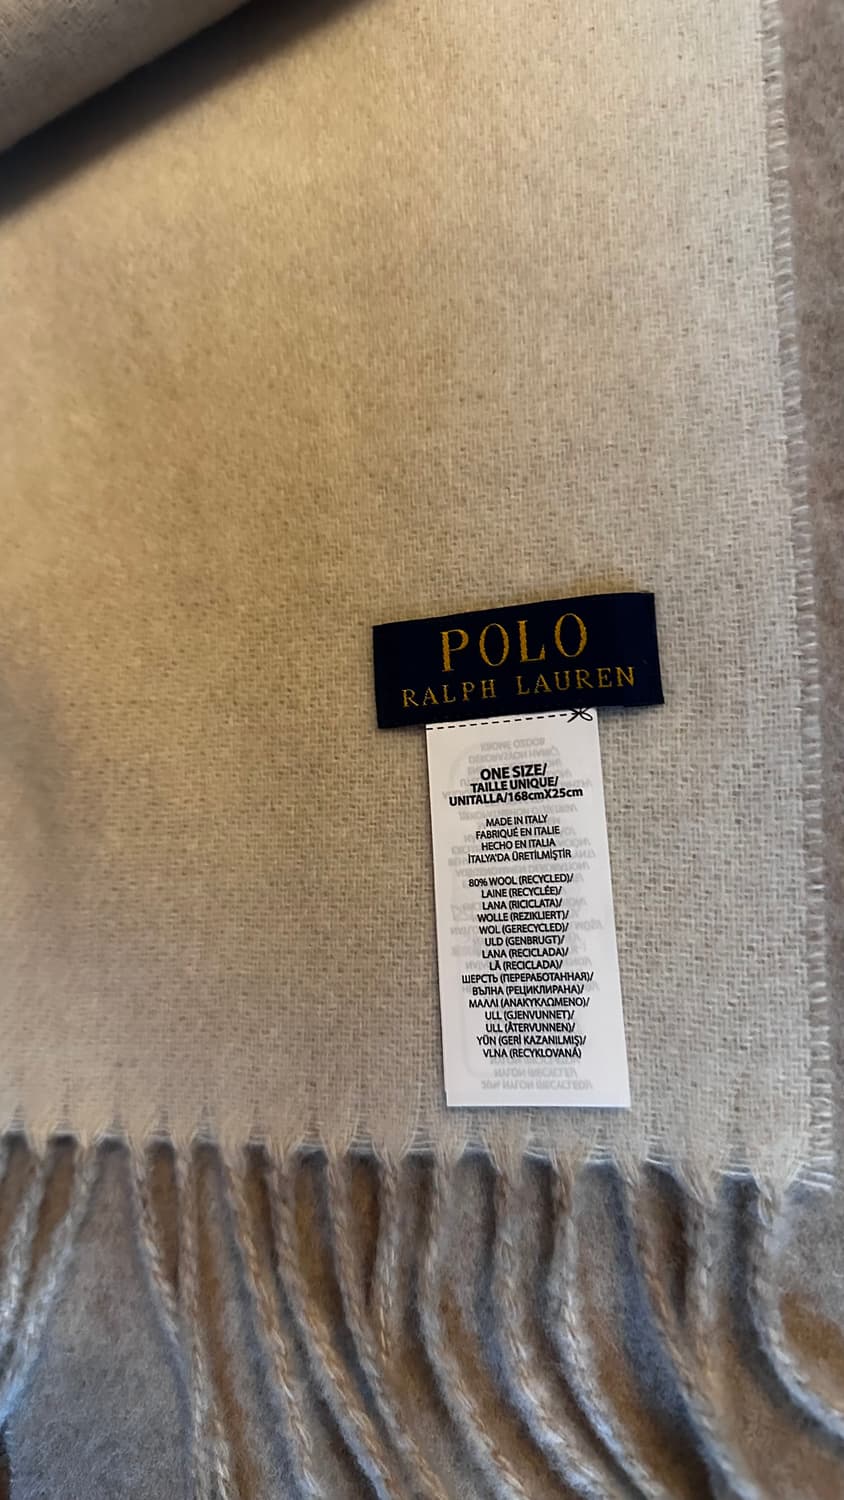 POLO
RALPH LAUREN
ONE SIZE/
TAILLE UNIQUE/
UNITALLA/168cmX25cm
MADE IN ITALY
FABRIQUÉ EN ITALIE
HECHO EN ITALIA
İTALYA'DA ÜRETİLMİŞTİR
80% WOOL (RECYCLED)/
LAINE (RECYCLÉE)/
LANA (RICICLATA)/
WOLLE (REZIKLIERT)/
WOL (GERECYCLED)/
ULD (GENBRUGT)/
LANA (RECICLADA)/
LÃ (RECICLADA)/
ШЕРСТЬ (ПЕРЕРАБОТАННАЯ)/
ВЪЛНА (РЕЦИКЛИРАНА)/
ΜΑΛΛΙ (ΑΝΑΚΥΚΛΩΜΕΝΟ)/
ULL (GJENVUNNET)/
ULL (ÅTERVUNNEN)/
YÜN (GERİ KAZANILMIŞ)/
VLNA (RECYKLOVANÁ)